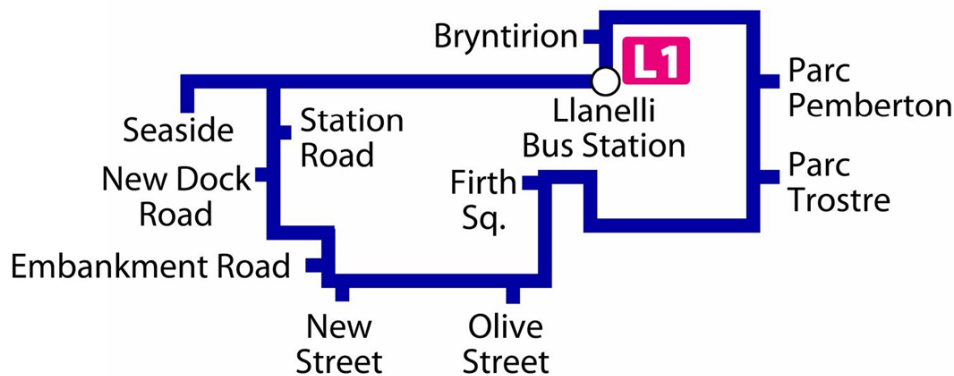 Bryntirion
L1
Parc
Pemberton
Llanelli
Bus Station
Seaside
Station
Road
New Dock
Road
Firth
Sq.
Parc
Trostre
Embankment Road
New
Street
Olive
Street